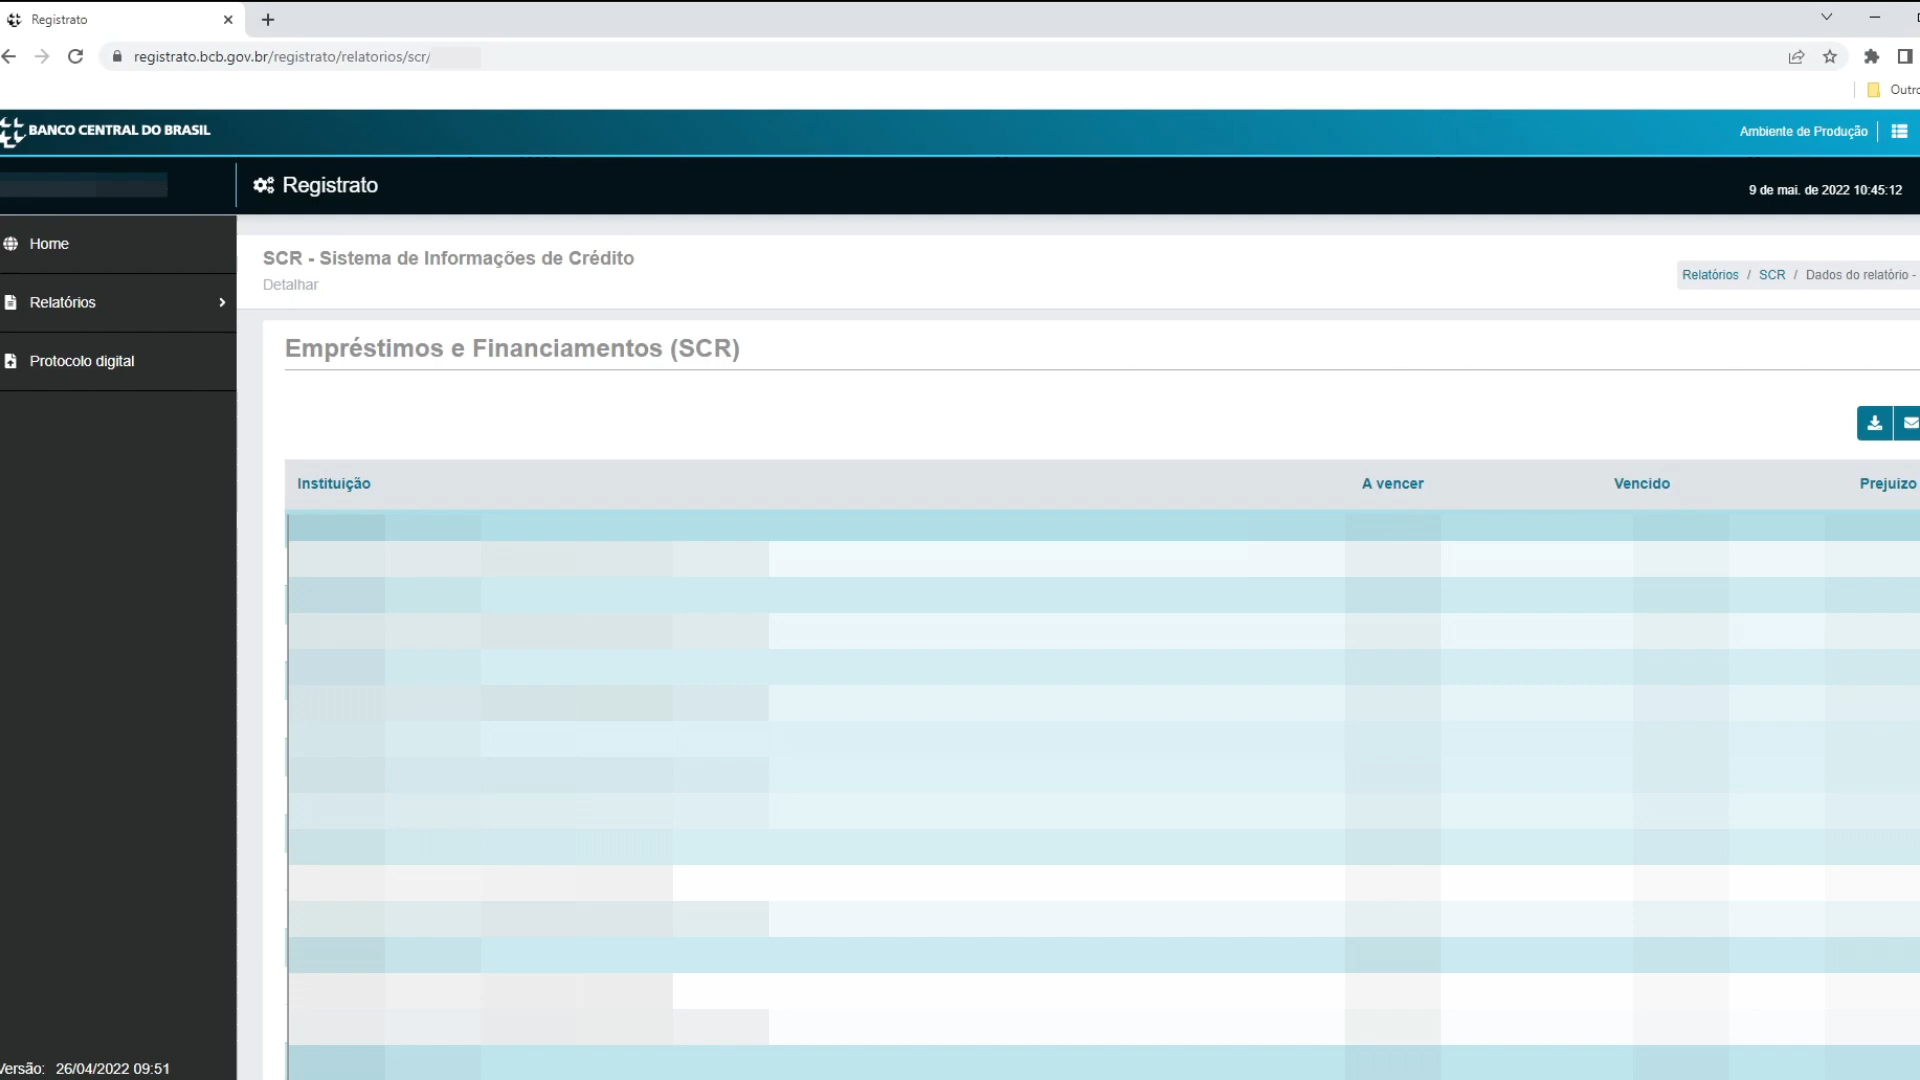 Registrato
registrato.bcb.gov.br/registrato/relatorios/scr/
BANCO CENTRAL DO BRASIL
Ambiente de Produção
Registrato
9 de mai. de 2022 10:45:12
Home
Relatórios
Protocolo digital
SCR - Sistema de Informações de Crédito
Detalhar
Relatórios / SCR / Dados do relatório -
Empréstimos e Financiamentos (SCR)
Instituição A vencer Vencido Prejuízo
Versão: 26/04/2022 09:51